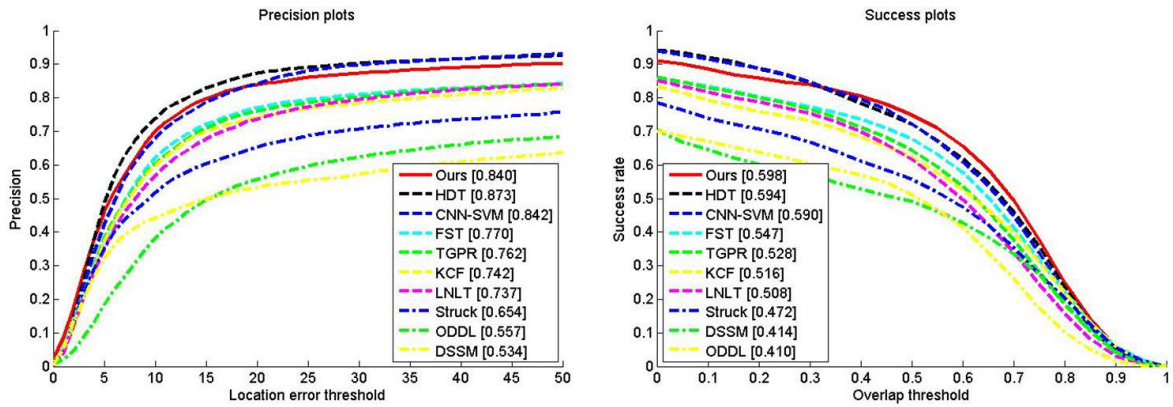 Precision plots
1
0.9
0.8
0.7
0.6
0.5
0.4
0.3
0.2
0.1
0
Precision
Ours [0.840]
HDT [0.873]
CNN-SVM [0.842]
FST [0.770]
TGPR [0.762]
KCF [0.742]
LNLT [0.737]
Struck [0.654]
ODDL [0.557]
DSSM [0.534]
0 5 10 15 20 25 30 35 40 45 50
Location error threshold
Success plots
1
0.9
0.8
0.7
0.6
0.5
0.4
0.3
0.2
0.1
0
Success rate
Ours [0.598]
HDT [0.594]
CNN-SVM [0.590]
FST [0.547]
TGPR [0.528]
KCF [0.516]
LNLT [0.508]
Struck [0.472]
DSSM [0.414]
ODDL [0.410]
0 0.1 0.2 0.3 0.4 0.5 0.6 0.7 0.8 0.9 1
Overlap threshold